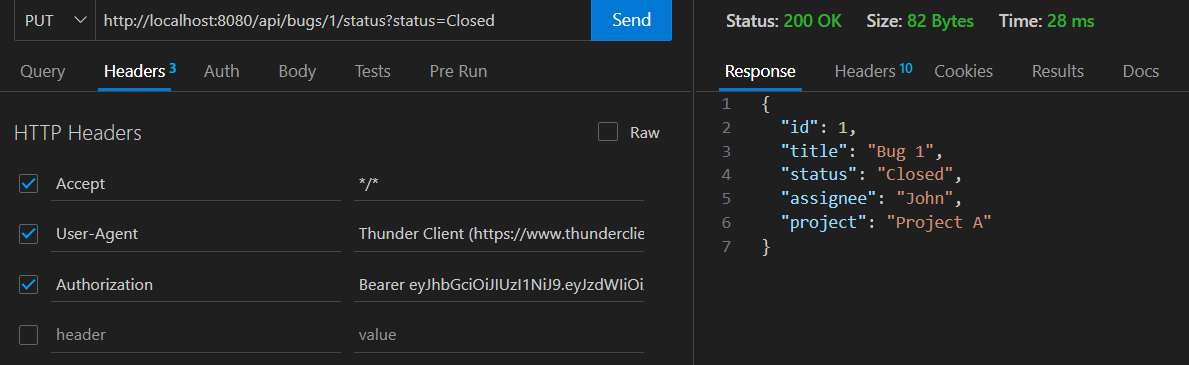 PUT http://localhost:8080/api/bugs/1/status?status=Closed Send
Query Headers 3 Auth Body Tests Pre Run
HTTP Headers Raw
Accept */*
User-Agent Thunder Client (https://www.thunderclie
Authorization Bearer eyJhbGciOiJIUzI1NiJ9.eyJzdWIiOi
header value
Status: 200 OK Size: 82 Bytes Time: 28 ms
Response Headers 10 Cookies Results Docs
1 {
2 "id": 1,
3 "title": "Bug 1",
4 "status": "Closed",
5 "assignee": "John",
6 "project": "Project A"
7 }